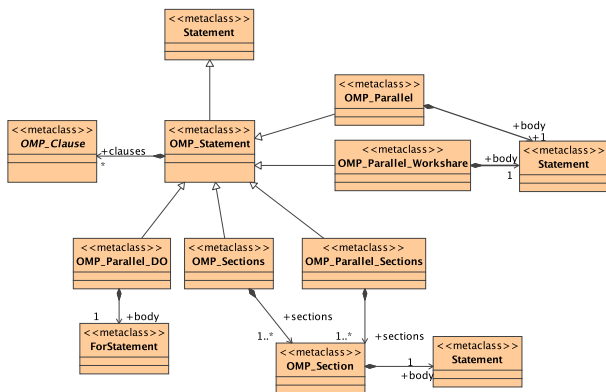 <<metaclass>>
Statement
<<metaclass>>
OMP_Parallel
<<metaclass>>
OMP_Clause
+clauses
*
<<metaclass>>
OMP_Statement
+body
+1
<<metaclass>>
OMP_Parallel_Workshare
+body
1
<<metaclass>>
Statement
<<metaclass>>
OMP_Parallel_DO
<<metaclass>>
OMP_Sections
<<metaclass>>
OMP_Parallel_Sections
1
+body
+sections
1..*
1..*
+sections
<<metaclass>>
ForStatement
<<metaclass>>
OMP_Section
1
+body
<<metaclass>>
Statement